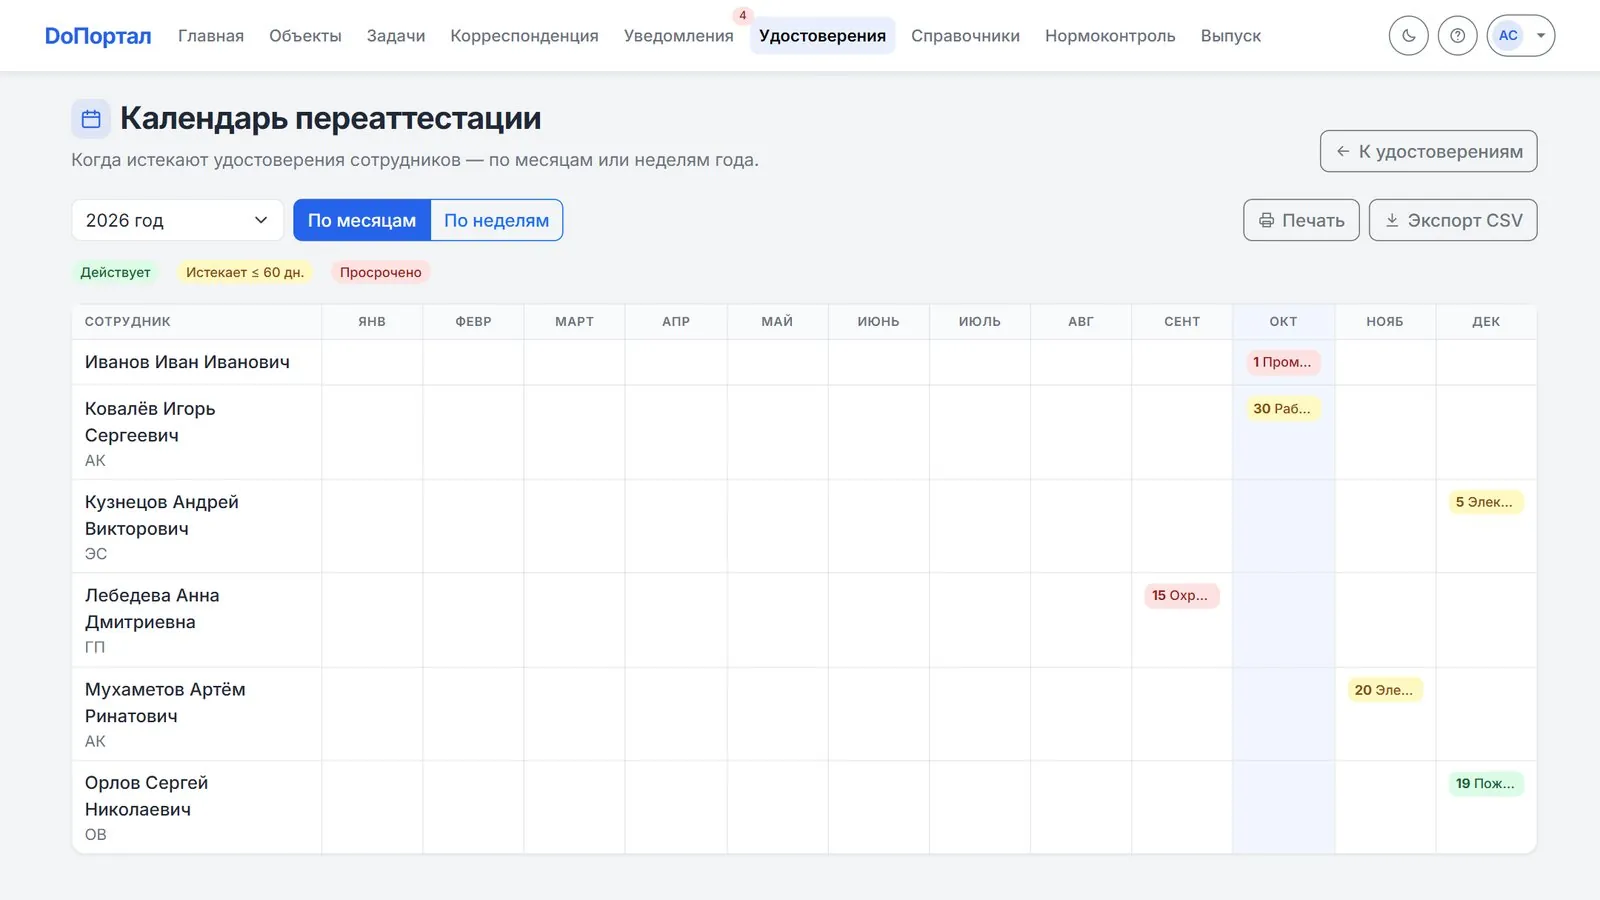 DoПортал Главная Объекты Задачи Корреспонденция Уведомления 4 Удостоверения Справочники Нормоконтроль Выпуск АС
Календарь переаттестации
Когда истекают удостоверения сотрудников — по месяцам или неделям года.
← К удостоверениям
2026 год По месяцам По неделям Печать Экспорт CSV
Действует Истекает ≤ 60 дн. Просрочено
СОТРУДНИК ЯНВ ФЕВР МАРТ АПР МАЙ ИЮНЬ ИЮЛЬ АВГ СЕНТ ОКТ НОЯБ ДЕК
Иванов Иван Иванович 1 Пром...
Ковалёв Игорь 30 Раб...
Сергеевич
АК
Кузнецов Андрей 5 Элек...
Викторович
ЭС
Лебедева Анна 15 Охр...
Дмитриевна
ГП
Мухаметов Артём 20 Эле...
Ринатович
АК
Орлов Сергей 19 Пож...
Николаевич
ОВ